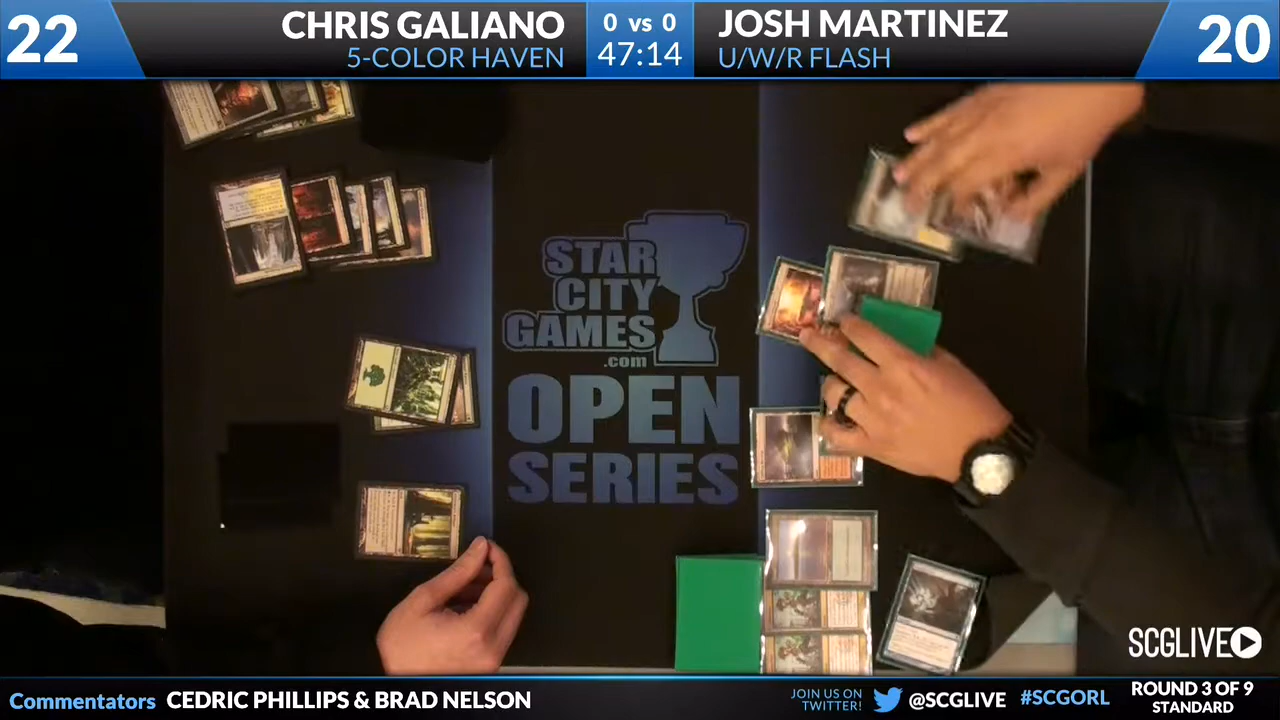 22
CHRIS GALIANO
5-COLOR HAVEN
0 vs 0
47:14
JOSH MARTINEZ
U/W/R FLASH
20
STAR
CITY
GAMES
.com
OPEN
SERIES
SCGLIVE
Commentators CEDRIC PHILLIPS & BRAD NELSON
JOIN US ON
TWITTER!
@SCGLIVE
#SCGORL
ROUND 3 OF 9
STANDARD